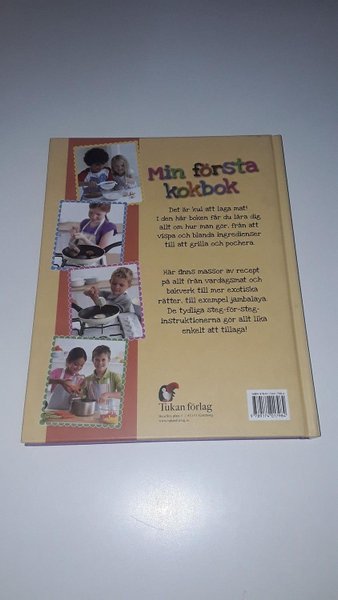 Min första
kokbok
Det är kul att laga mat!
I den här boken får du lära dig
allt om hur man gör, från att
vispa och blanda ingredienser
till att grilla och pochera.
Här finns massor av recept
på allt från vardagsmat och
bakverk till mer exotiska
rätter, till exempel jambalaya.
De tydliga steg-för-steg-
instruktionerna gör allt lika
enkelt att tillaga!
Tukan förlag